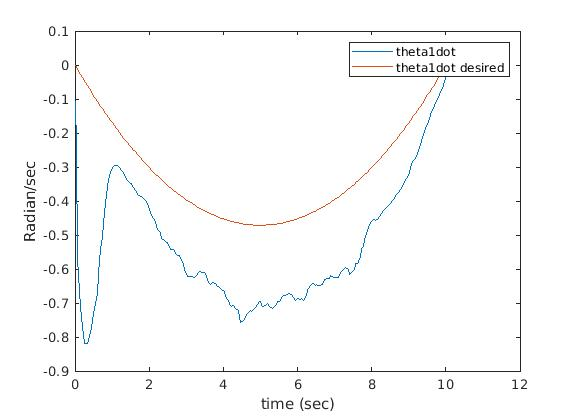 0.1
0
-0.1
-0.2
-0.3
-0.4
-0.5
-0.6
-0.7
-0.8
-0.9
Radian/sec
theta1dot
theta1dot desired
0 2 4 6 8 10 12
time (sec)